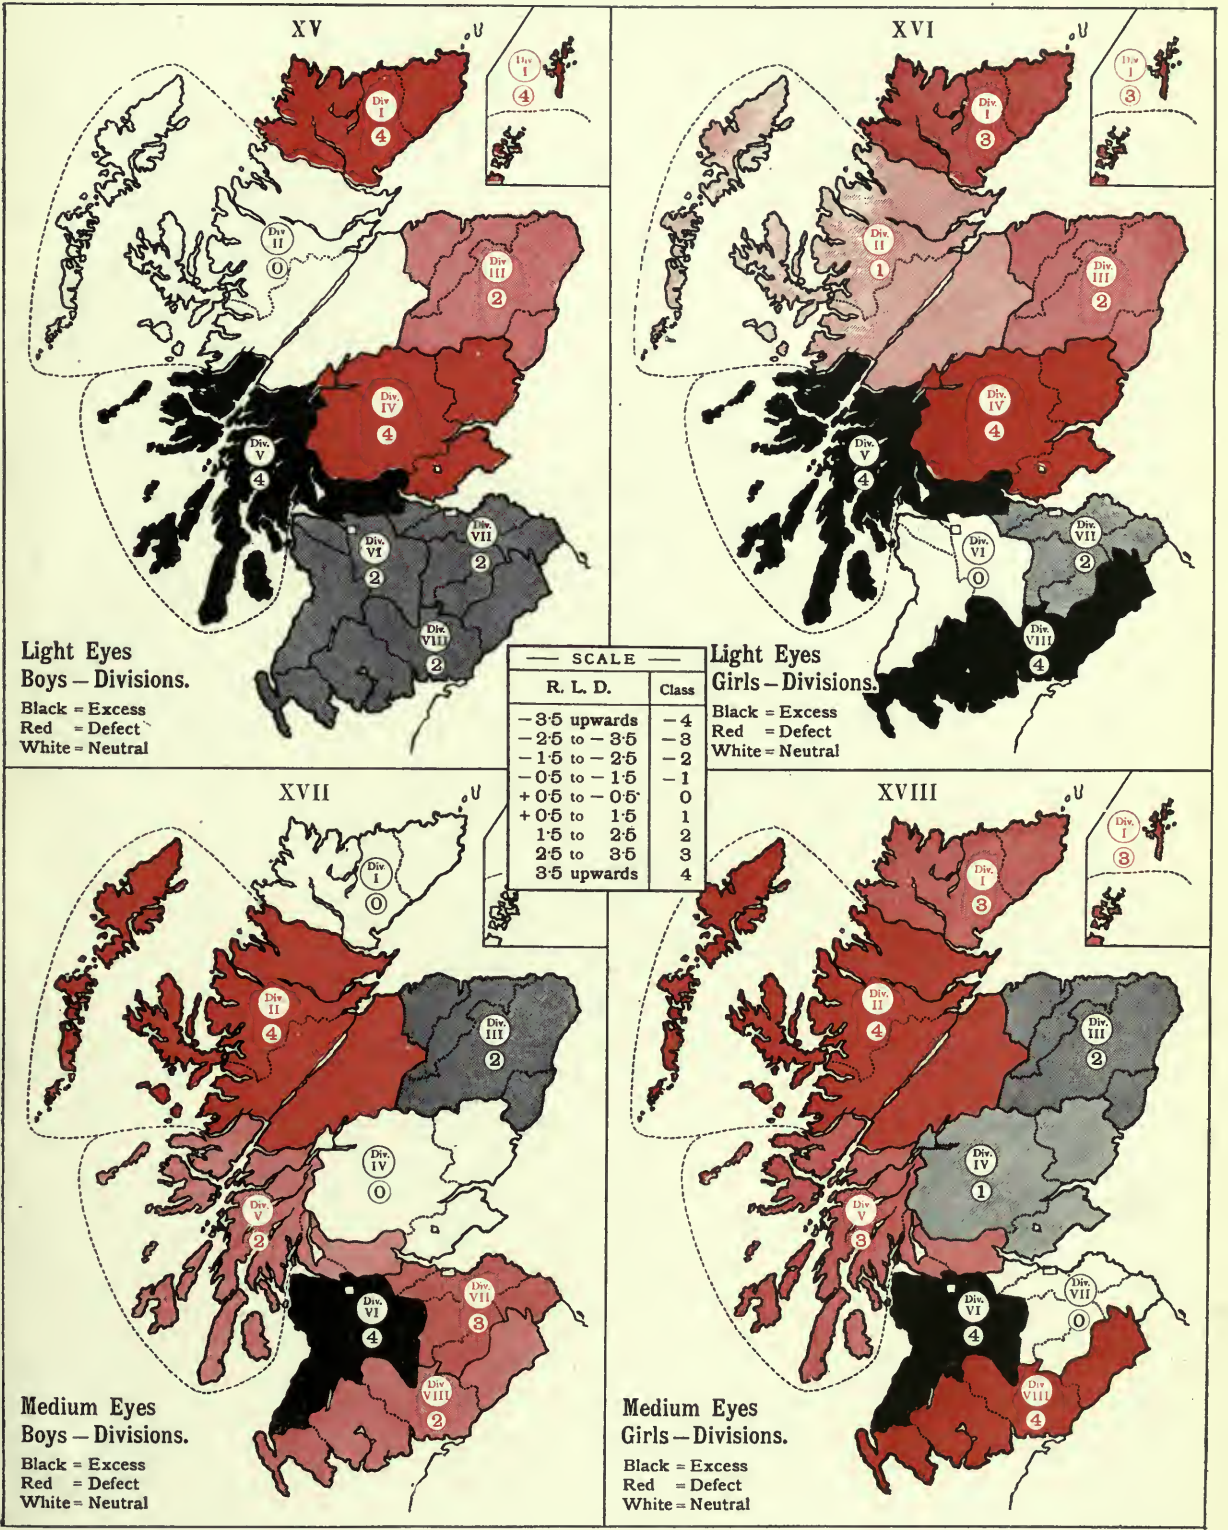 XV
Div
I
4
Div
I
4
Div
II
0
Div.
III
2
Div.
IV
4
Div.
V
4
Div.
VI
2
Div.
VII
2
Div.
VIII
2
Light Eyes
Boys – Divisions.
Black = Excess
Red = Defect
White = Neutral
XVI
Div
I
3
Div.
I
3
Div.
II
1
Div.
III
2
Div.
IV
4
Div.
V
4
Div.
VI
0
Div.
VII
2
Div.
VIII
4
Light Eyes
Girls – Divisions.
Black = Excess
Red = Defect
White = Neutral
SCALE
R. L. D. Class
–3·5 upwards –4
–2·5 to –3·5 –3
–1·5 to –2·5 –2
–0·5 to –1·5 –1
+0·5 to –0·5 0
+0·5 to 1·5 1
1·5 to 2·5 2
2·5 to 3·5 3
3·5 upwards 4
XVII
Div.
I
0
Div
II
4
Div.
III
2
Div.
IV
0
Div.
V
2
Div.
VI
4
Div.
VII
3
Div
VIII
2
Medium Eyes
Boys – Divisions.
Black = Excess
Red = Defect
White = Neutral
XVIII
Div.
I
3
Div.
I
3
Div.
II
4
Div.
III
2
Div.
IV
1
Div.
V
3
Div.
VI
4
Div.
VII
0
Div
VIII
4
Medium Eyes
Girls – Divisions.
Black = Excess
Red = Defect
White = Neutral